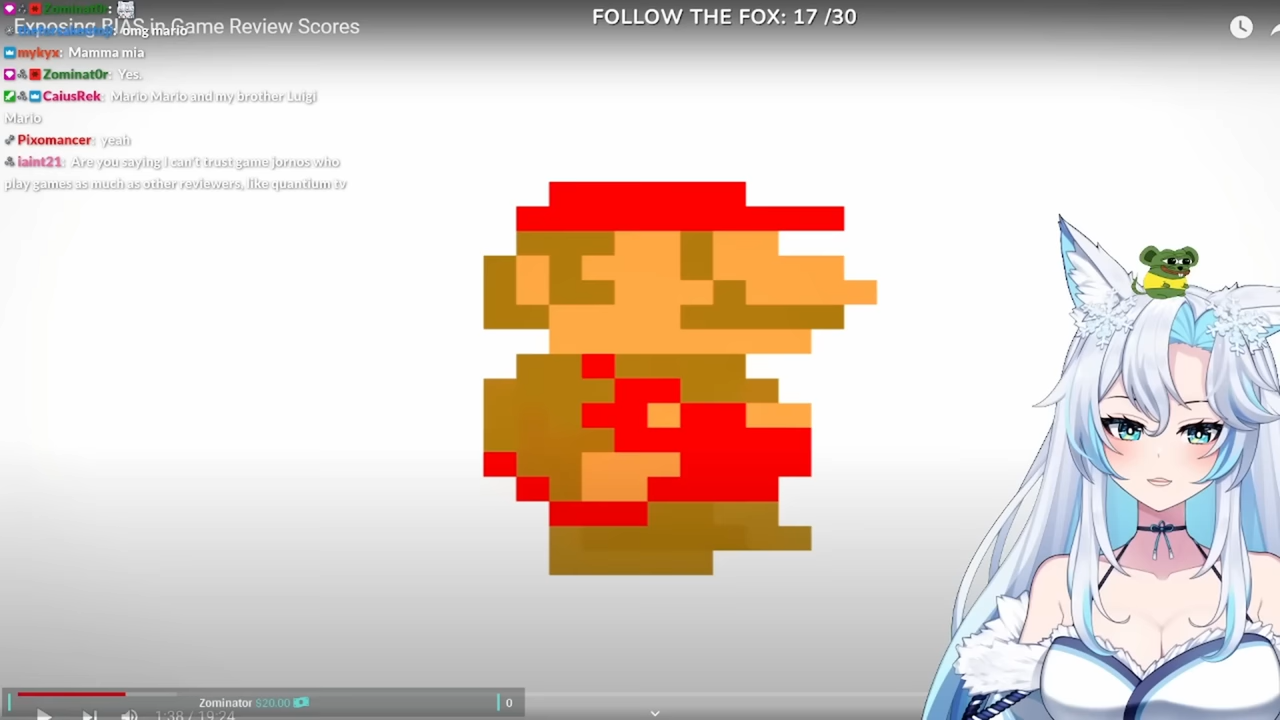 Zominat0r:
Exposing BIAS in Game Review Scores
omg mario
mykyx: Mamma mia
Zominat0r: Yes.
CaiusRek: Mario Mario and my brother Luigi
Mario
Pixomancer: yeah
iaint21: Are you saying I can't trust game jornos who
play games as much as other reviewers, like quantium tv
FOLLOW THE FOX: 17 /30
Zominator $20.00
0
1:38 / 19:24